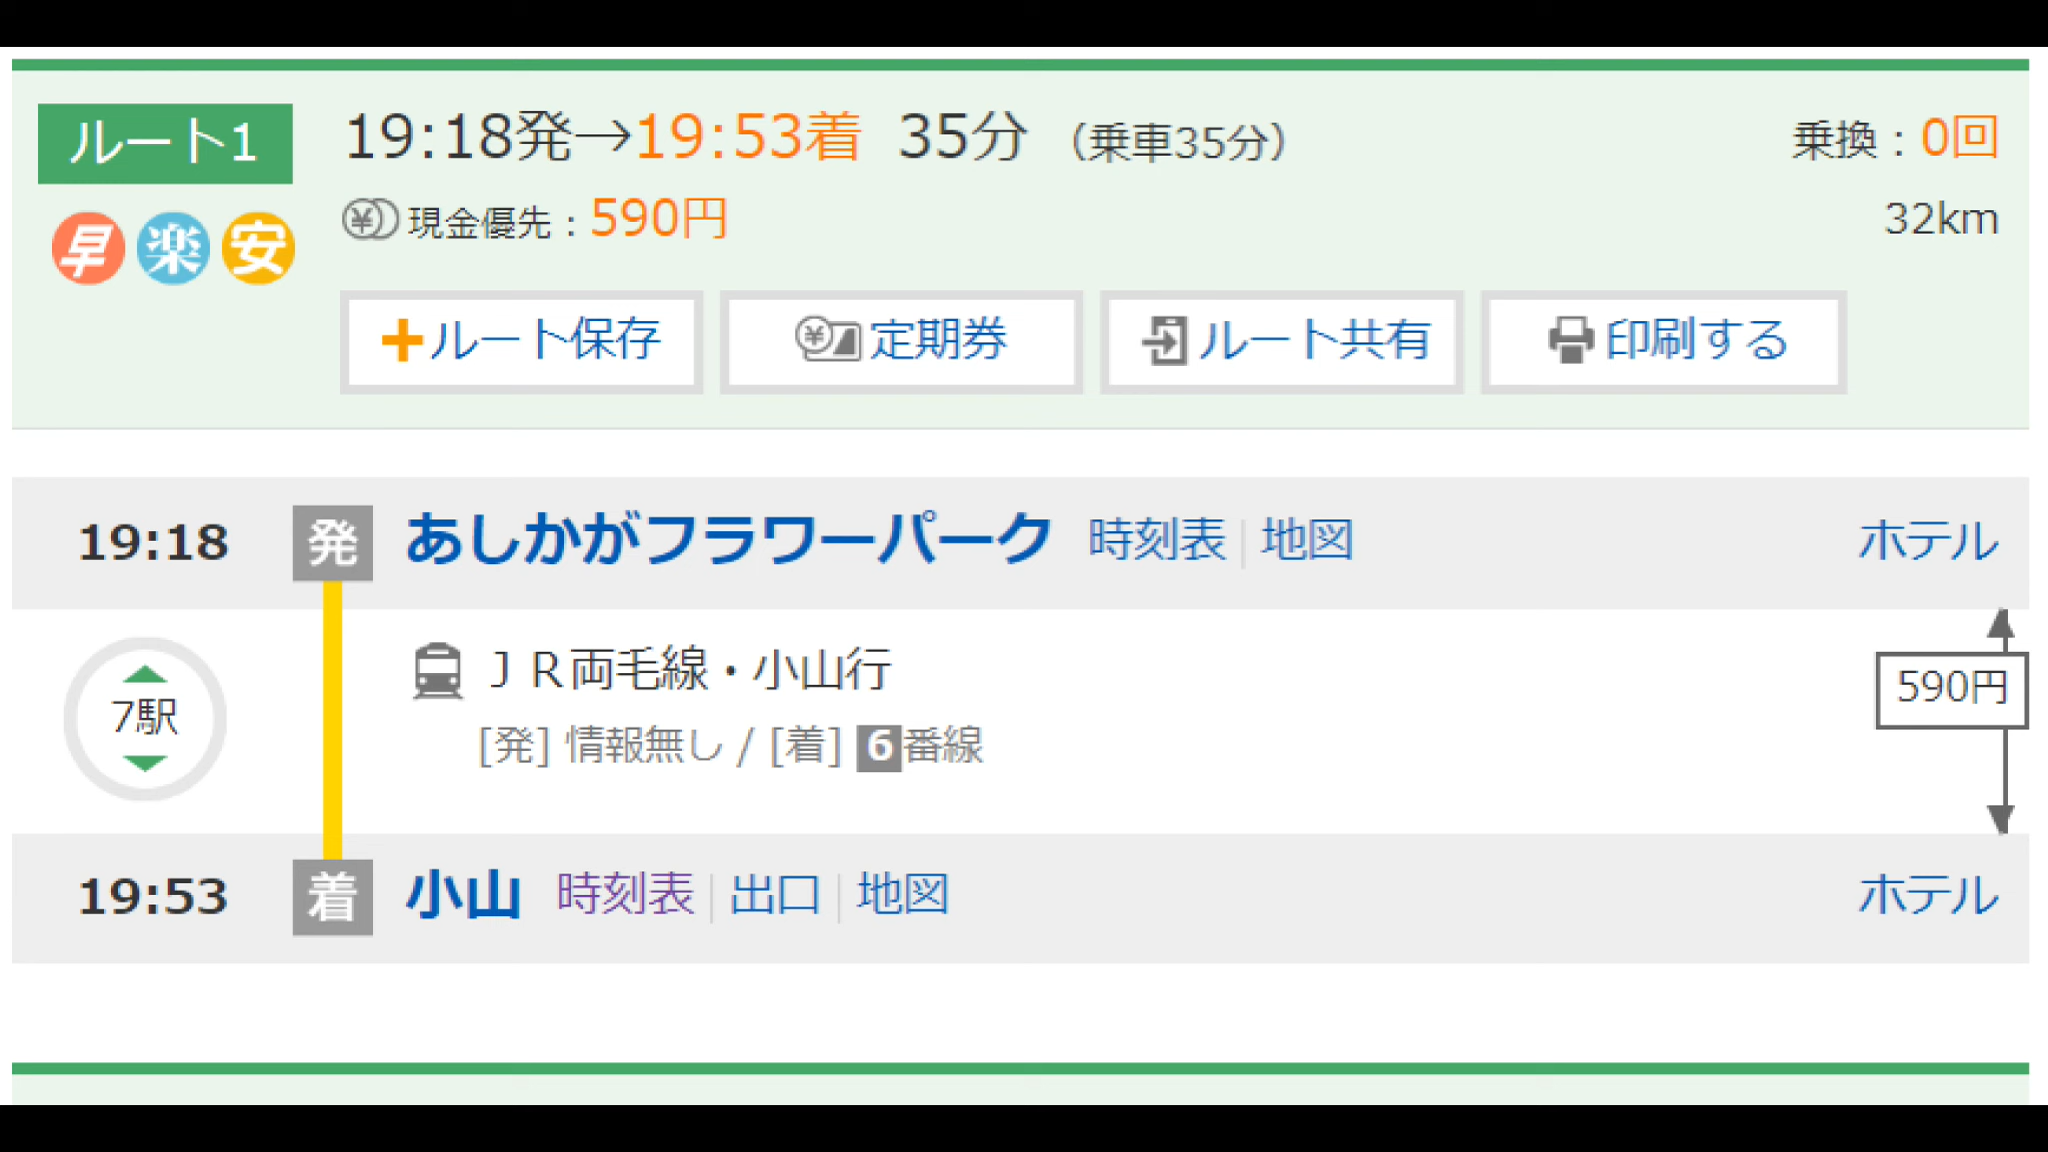 ルート1 19:18発→19:53着 35分 (乗車35分) 乗換:0回
早 楽 安 現金優先:590円 32km
ルート保存 定期券 ルート共有 印刷する
19:18 発 あしかがフラワーパーク 時刻表 地図 ホテル
7駅 JR両毛線・小山行 590円
[発] 情報無し / [着] 6番線
19:53 着 小山 時刻表 出口 地図 ホテル